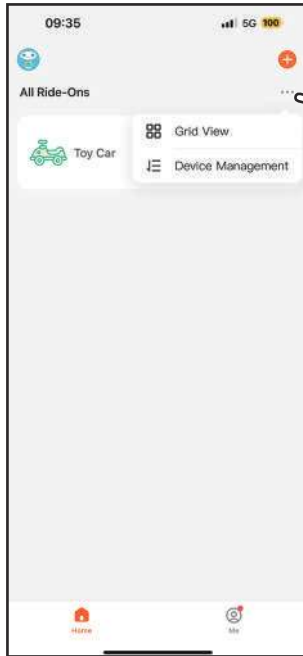 09:35
5G 100
All Ride-Ons
...
Toy Car
Grid View
Device Management
Home
Me